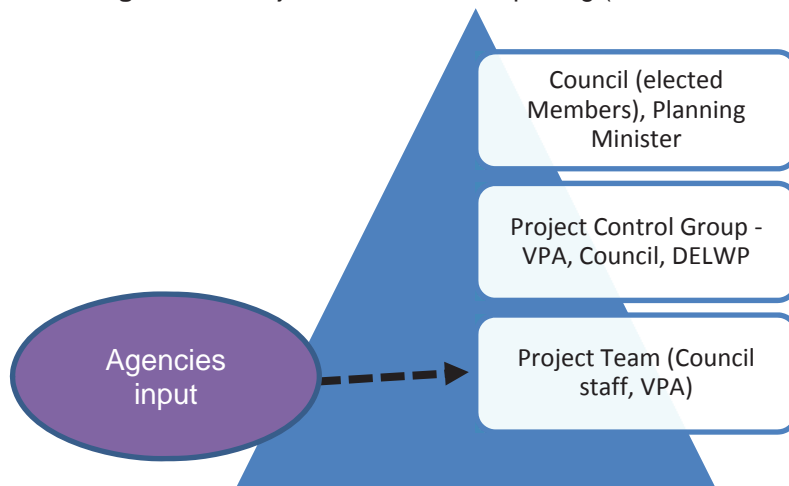 Council (elected
Members), Planning
Minister
Project Control Group -
VPA, Council, DELWP
Agencies
input
Project Team (Council
staff, VPA)